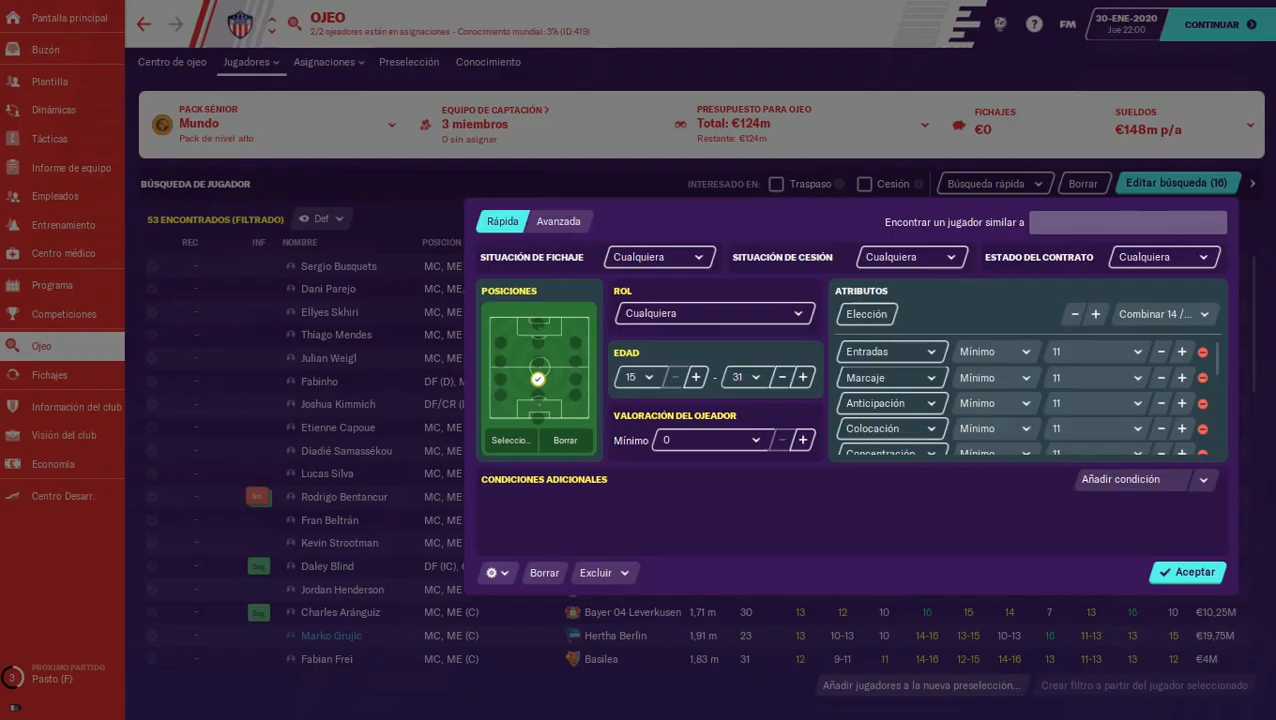 Pantalla principal
Buzón
Plantilla
Dinámicas
Tácticas
Informe de equipo
Empleados
Entrenamiento
Centro médico
Programa
Competiciones
Ojeo
Fichajes
Información del club
Visión del club
Economía
Centro Desarr.
PRÓXIMO PARTIDO
3 Pasto (F)
OJEO
2/2 ojeadores están en asignaciones - Conocimiento mundial: 3% (ID:419)
? FM
30-ENE-2020
Jue 22:00
CONTINUAR
Centro de ojeo Jugadores Asignaciones Preselección Conocimiento
PACK SÉNIOR
Mundo
Pack de nivel alto
EQUIPO DE CAPTACIÓN >
3 miembros
0 sin asignar
PRESUPUESTO PARA OJEO
Total: €124m
Restante: €124m
FICHAJES
€0
SUELDOS
€148m p/a
BÚSQUEDA DE JUGADOR INTERESADO EN: Traspaso Cesión Búsqueda rápida Borrar Editar búsqueda (16)
53 ENCONTRADOS (FILTRADO) Def
REC INF NOMBRE POSICIÓN
- Sergio Busquets MC, ME
- Dani Parejo MC, ME
- Ellyes Skhiri MC, ME
- Thiago Mendes MC, ME
- Julian Weigl MC, ME
- Fabinho DF (D),
- Joshua Kimmich DF/CR (
- Etienne Capoue MC, ME
- Diadié Samassékou MC, ME
- Lucas Silva MC, ME
- Int Rodrigo Bentancur MC, ME
- Fran Beltrán MC, ME
- Kevin Strootman MC, ME
- Daley Blind DF (IC),
- Jordan Henderson MC, ME
- Charles Aránguiz MC, ME (C) Bayer 04 Leverkusen 1,71 m 30 13 12 10 16 15 14 7 13 16 10 €10,25M
- Marko Grujic MC, ME (C) Hertha Berlin 1,91 m 23 13 10-13 10 14-16 13-15 10-13 16 11-13 13 15 €19,75M
- Fabian Frei MC, ME (C) Basilea 1,83 m 31 12 9-11 11 14-16 12-15 14-16 13 11-13 13 12 €4M
Añadir jugadores a la nueva preselección... Crear filtro a partir del jugador seleccionado
Rápida Avanzada Encontrar un jugador similar a
SITUACIÓN DE FICHAJE Cualquiera SITUACIÓN DE CESIÓN Cualquiera ESTADO DEL CONTRATO Cualquiera
POSICIONES
Seleccio... Borrar
ROL
Cualquiera
EDAD
15 - + - 31 - +
VALORACIÓN DEL OJEADOR
Mínimo 0 - +
ATRIBUTOS
Elección - + Combinar 14 /...
Entradas Mínimo 11 - +
Marcaje Mínimo 11 - +
Anticipación Mínimo 11 - +
Colocación Mínimo 11 - +
Concentración Mínimo 11
CONDICIONES ADICIONALES Añadir condición
Borrar Excluir Aceptar